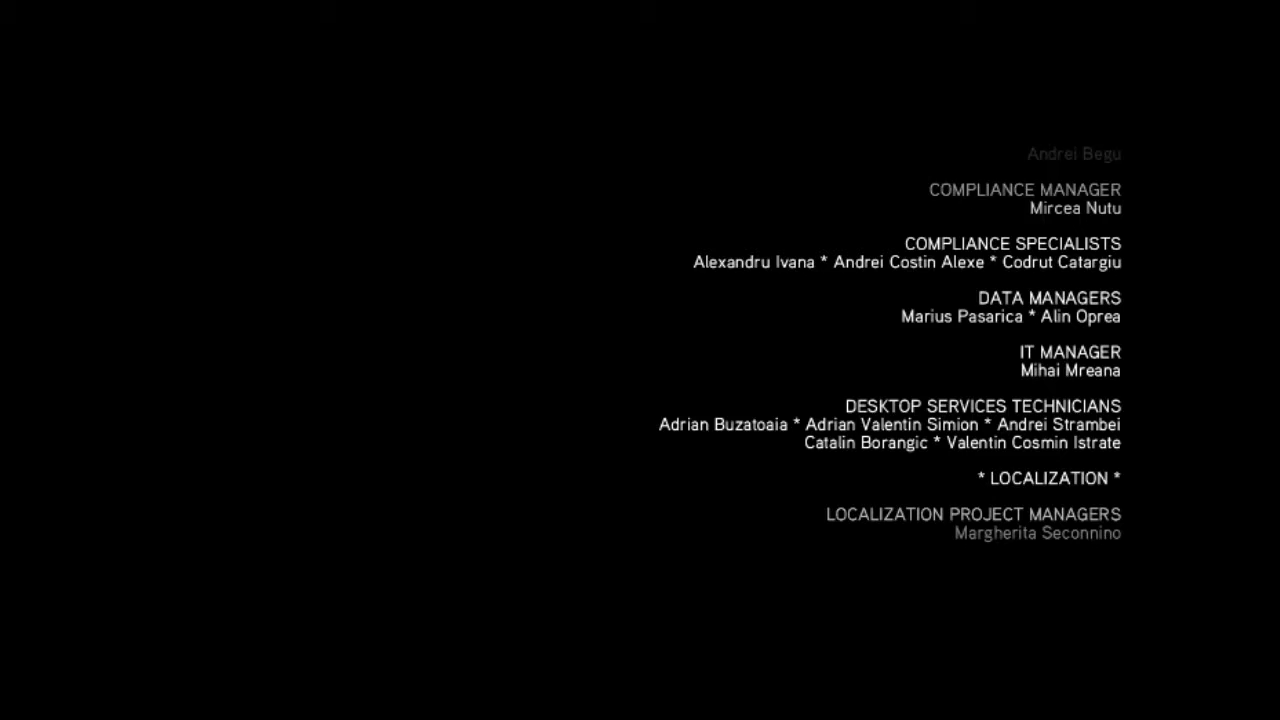 Andrei Begu
COMPLIANCE MANAGER
Mircea Nutu
COMPLIANCE SPECIALISTS
Alexandru Ivana * Andrei Costin Alexe * Codrut Catargiu
DATA MANAGERS
Marius Pasarica * Alin Oprea
IT MANAGER
Mihai Mreana
DESKTOP SERVICES TECHNICIANS
Adrian Buzatoaia * Adrian Valentin Simion * Andrei Strambei
Catalin Borangic * Valentin Cosmin Istrate
* LOCALIZATION *
LOCALIZATION PROJECT MANAGERS
Margherita Seconnino